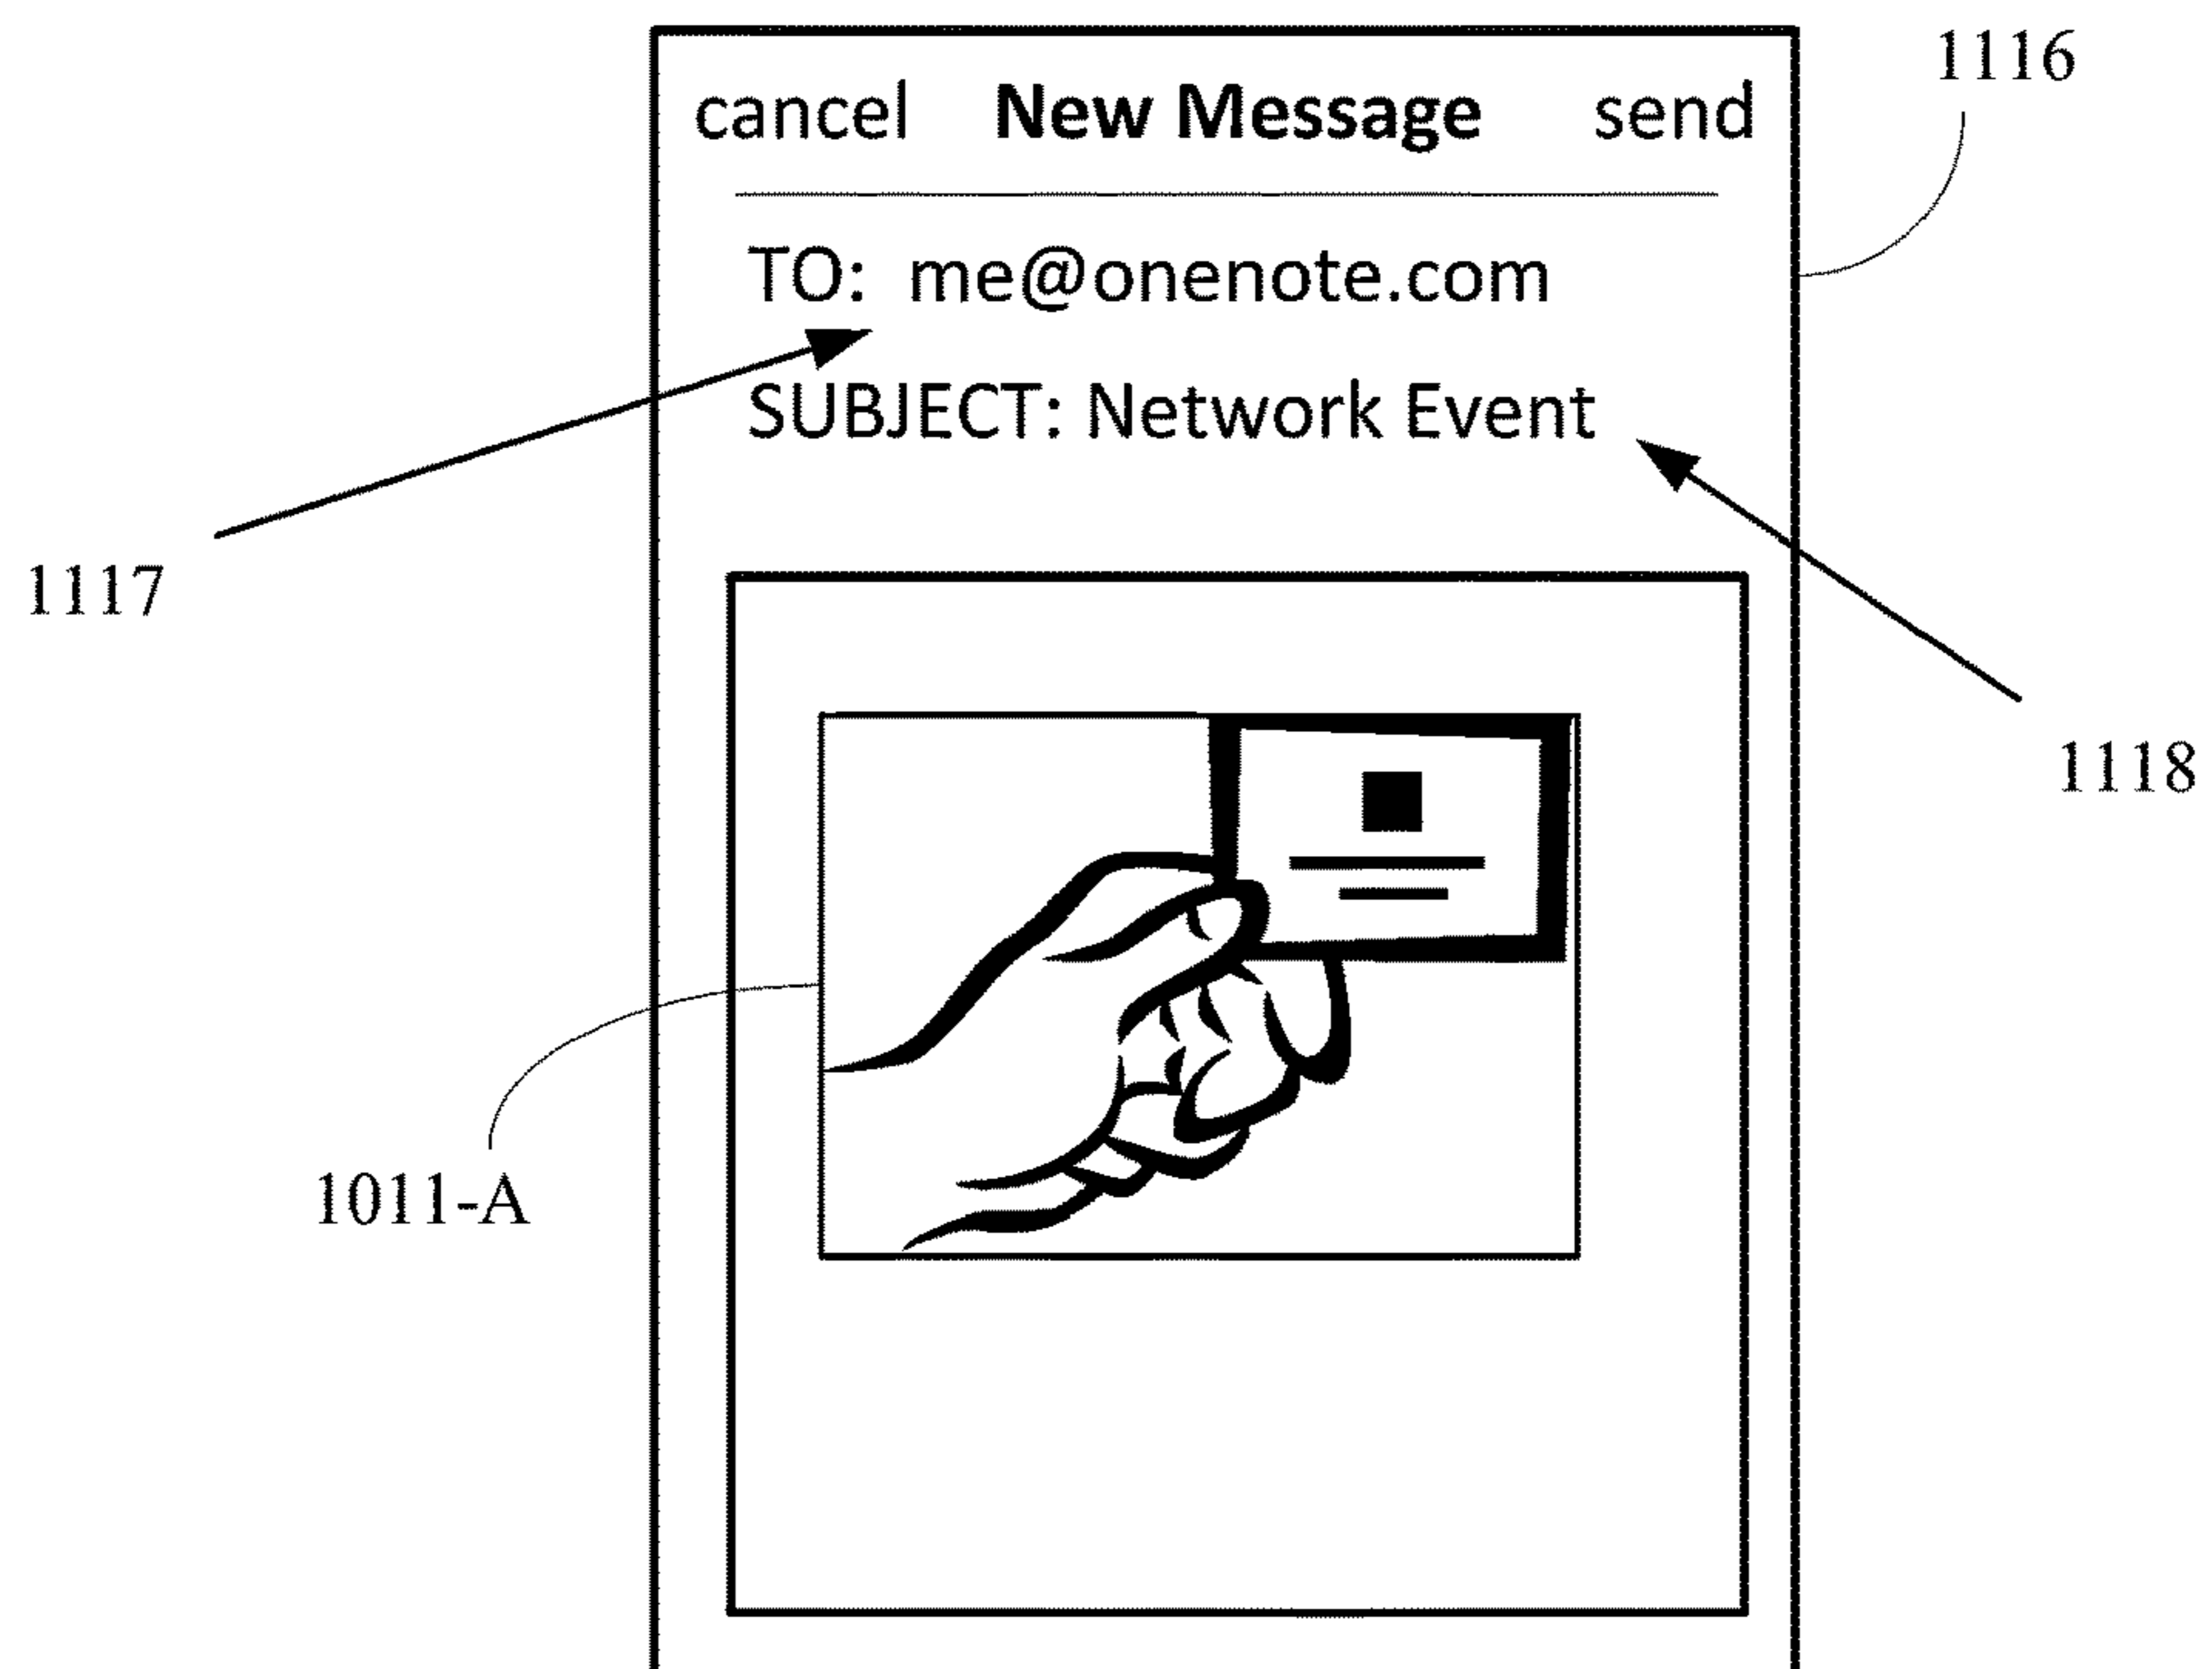 1116
cancel New Message send
TO: me@onenote.com
SUBJECT: Network Event
1117
1118
1011-A